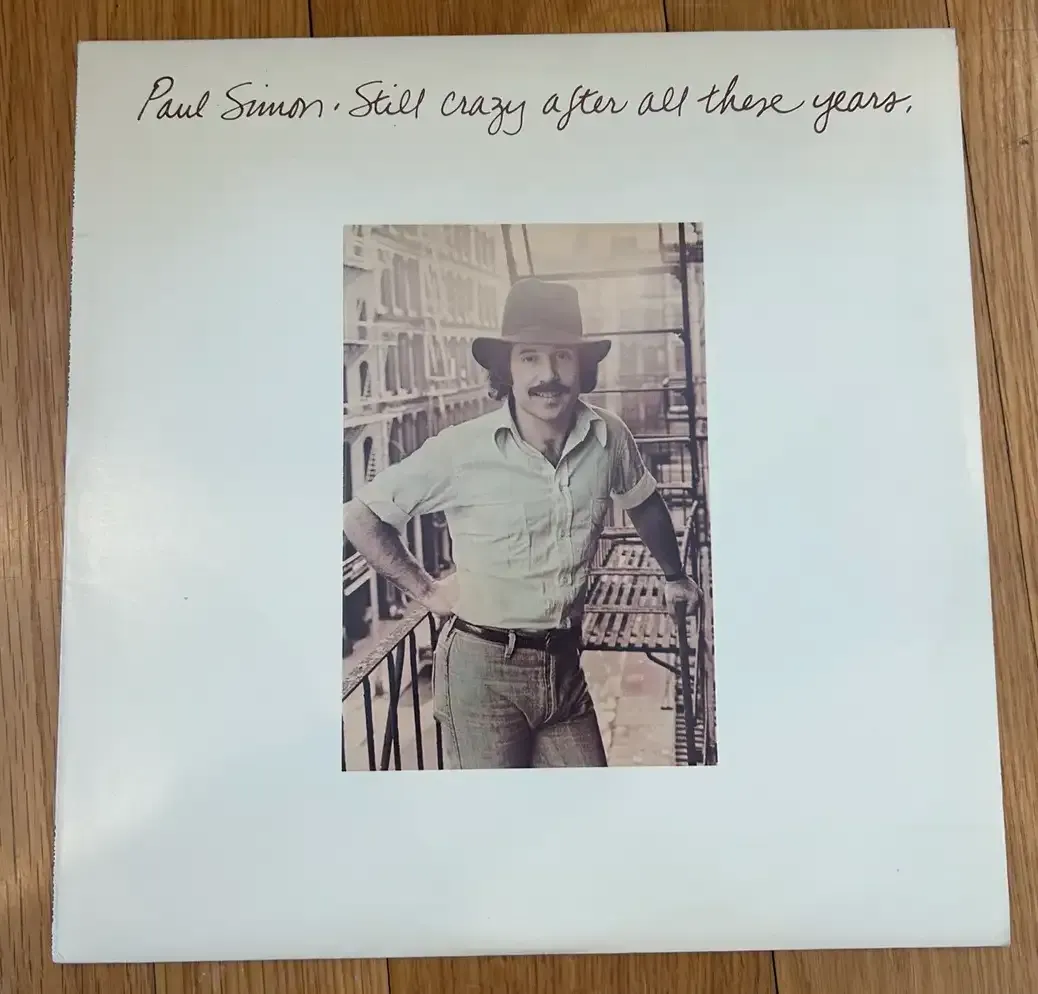 Paul Simon. Still crazy after all these years.